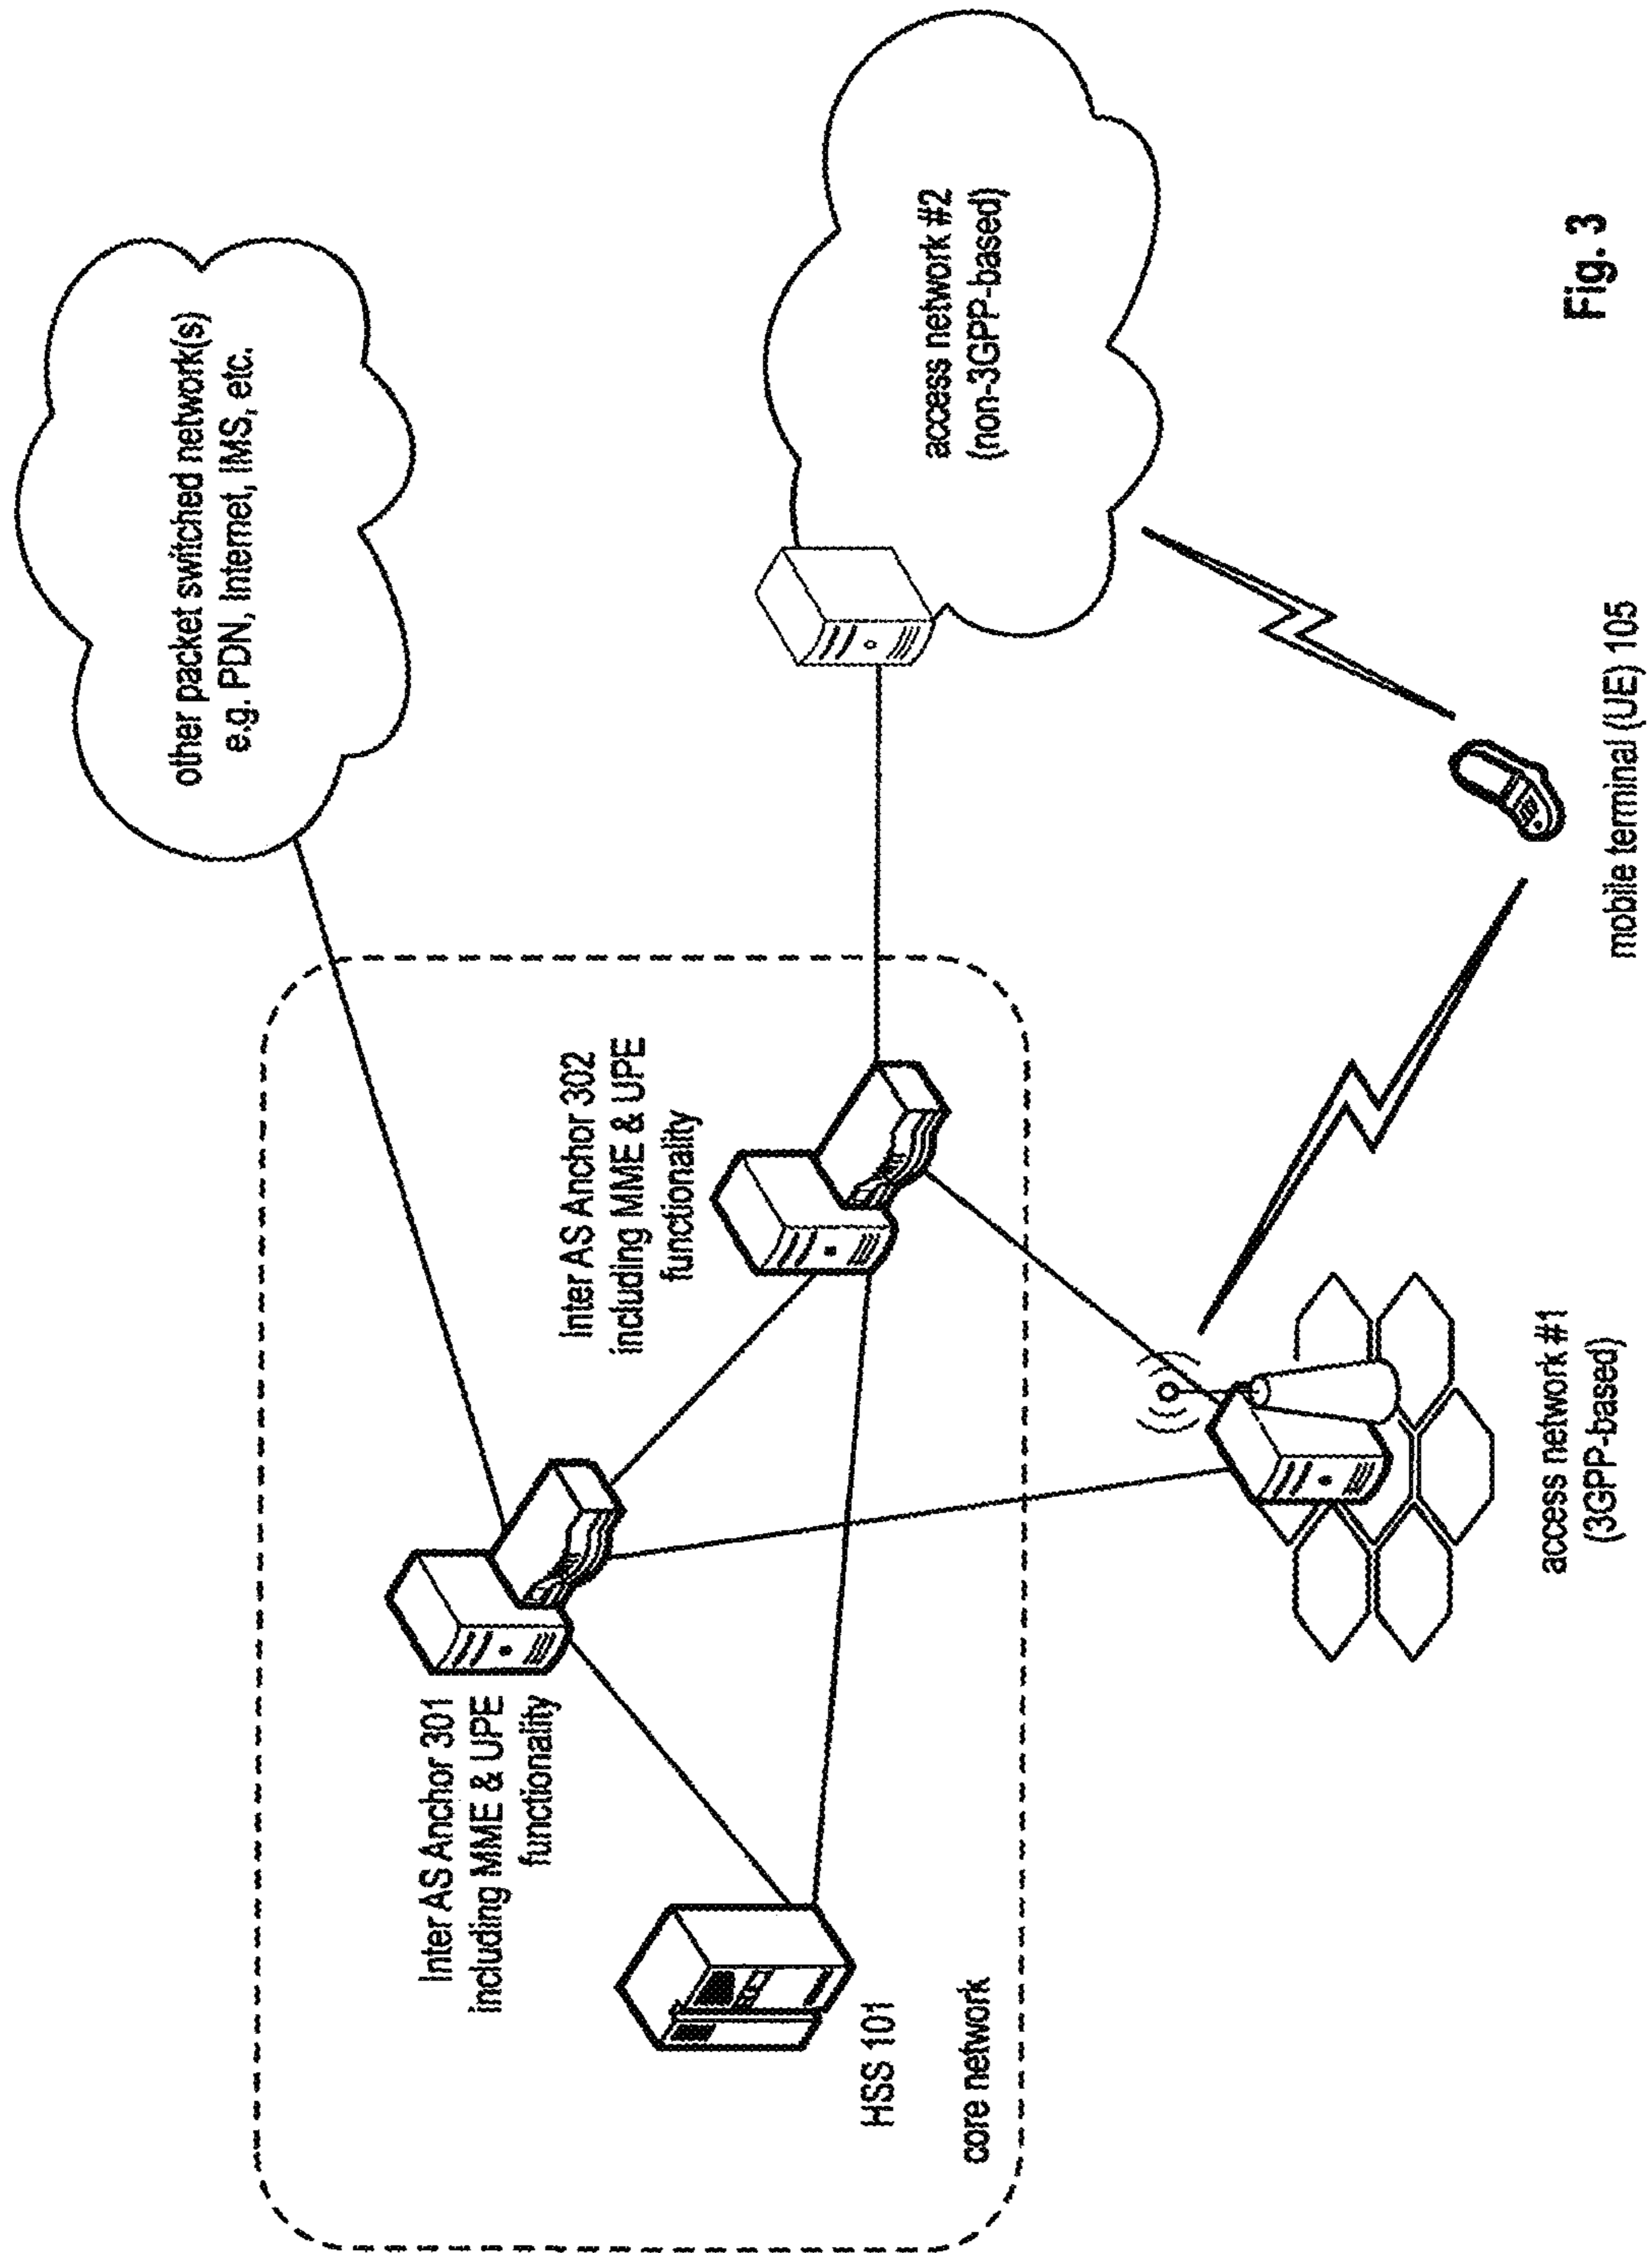 other packet switched network(s)
e.g. PDN, Internet, IMS, etc.
Inter AS Anchor 301
including MME & UPE
functionality
Inter AS Anchor 302
including MME & UPE
functionality
access network #2
(non-3GPP-based)
HSS 101
core network
access network #1
(3GPP-based)
mobile terminal (UE) 105
Fig. 3